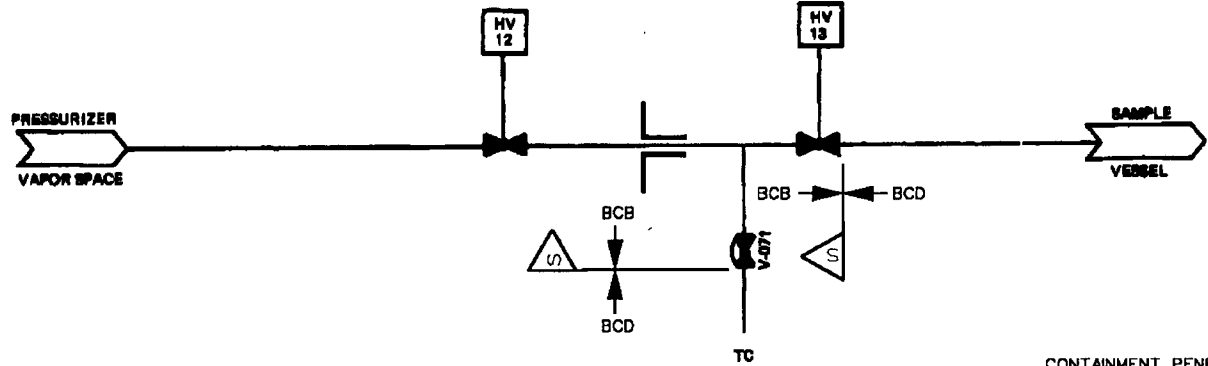 HV
12
HV
13
PRESSURIZER
VAPOR SPACE
SAMPLE
VESSEL
BCB
BCD
BCB
S
V-071
S
BCD
TC
CONTAINMENT PENE